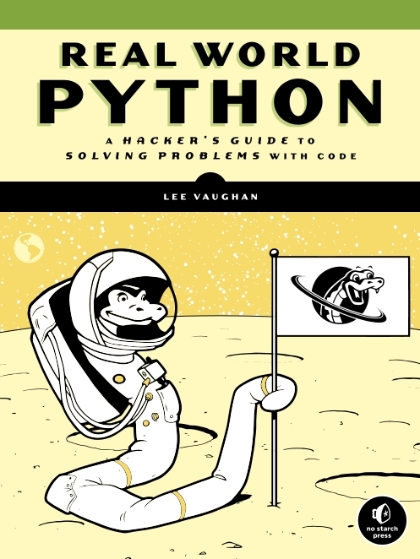 REAL WORLD
PYTHON
A HACKER'S GUIDE TO
SOLVING PROBLEMS WITH CODE
LEE VAUGHAN
no starch
press